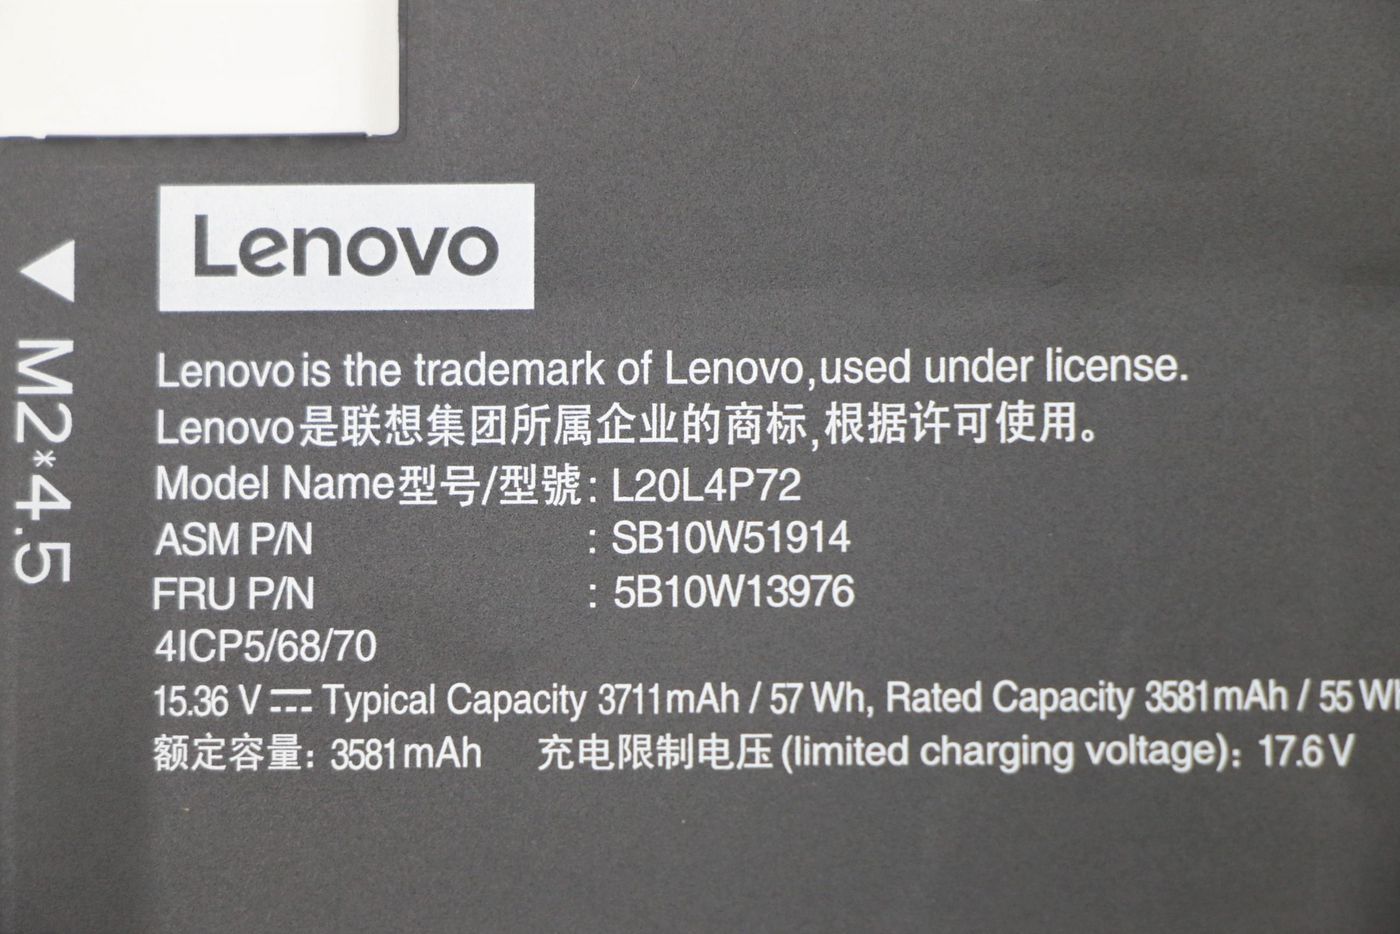 Lenovo
Lenovo is the trademark of Lenovo,used under license.
Lenovo是联想集团所属企业的商标,根据许可使用。
Model Name型号/型號: L20L4P72
ASM P/N : SB10W51914
FRU P/N : 5B10W13976
4ICP5/68/70
15.36 V ⎓ Typical Capacity 3711mAh / 57 Wh, Rated Capacity 3581mAh / 55 Wh
额定容量: 3581mAh 充电限制电压(limited charging voltage): 17.6V
◀ M2*4.5